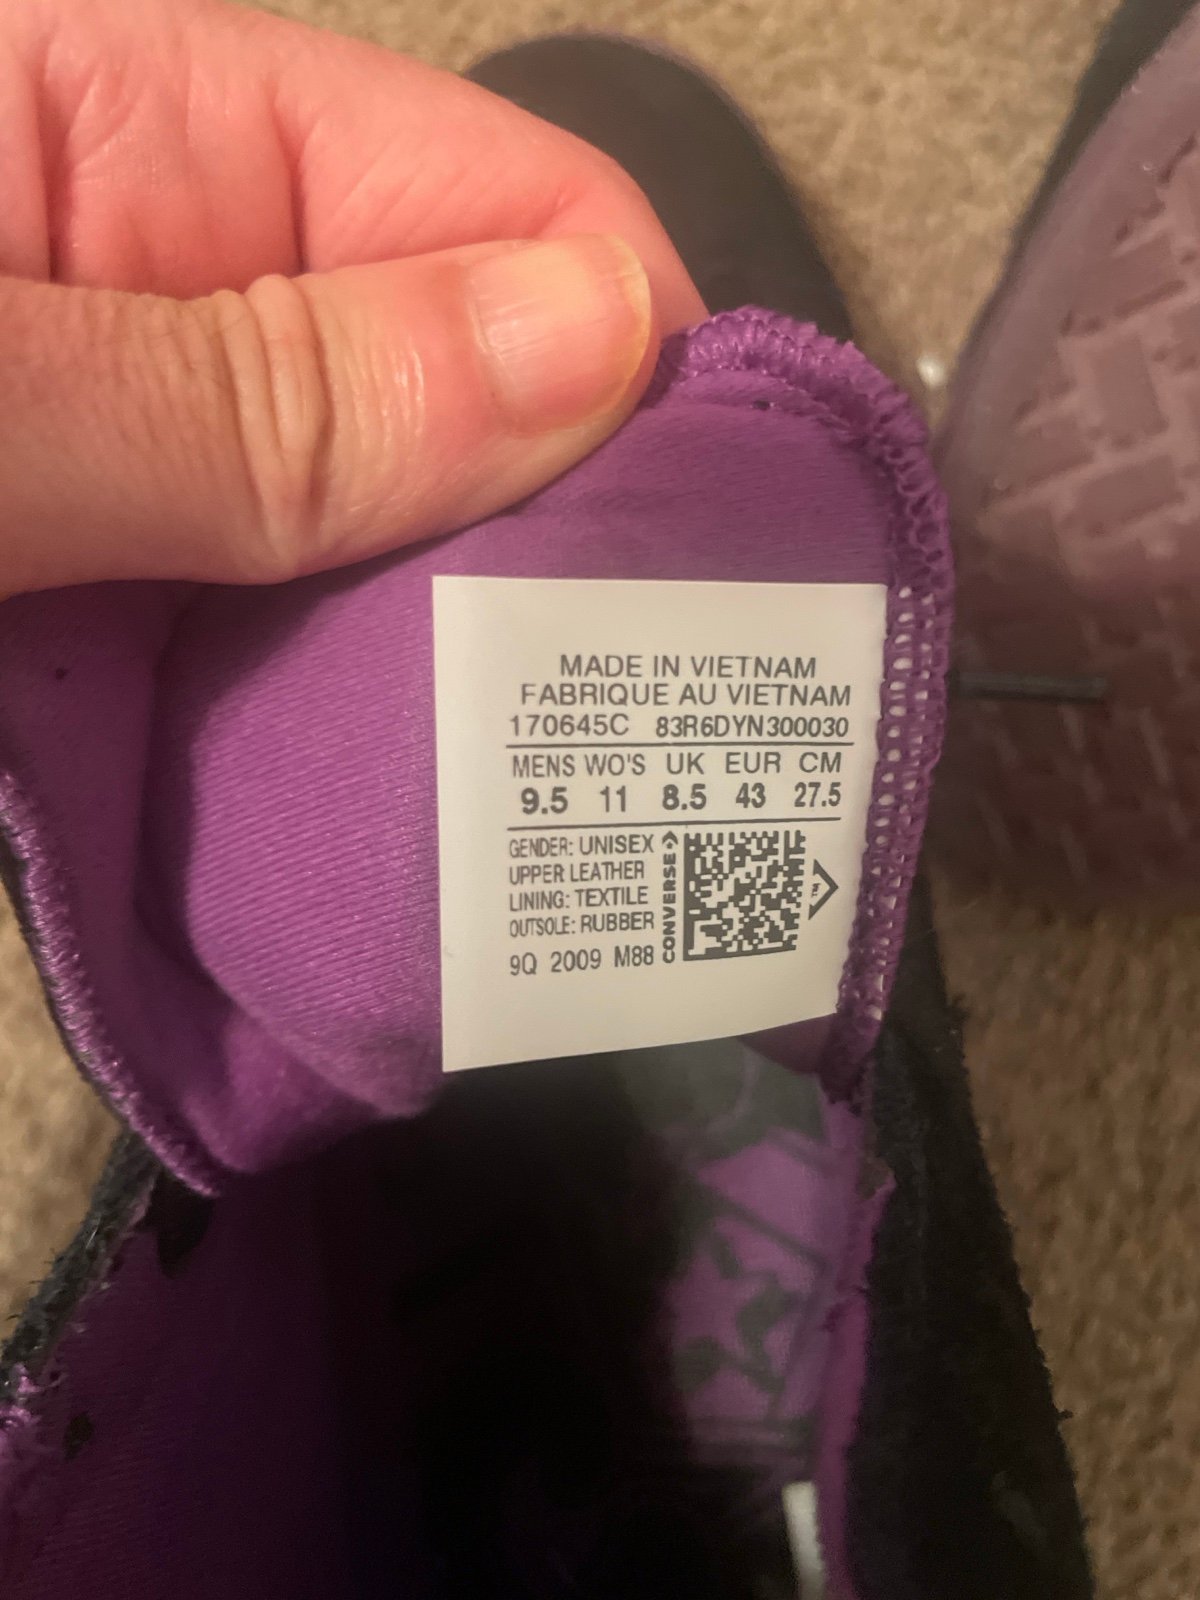 MADE IN VIETNAM
FABRIQUE AU VIETNAM
170645C 83R6DYN300030
MENS WO'S UK EUR CM
9.5 11 8.5 43 27.5
GENDER: UNISEX
UPPER LEATHER
LINING: TEXTILE
OUTSOLE: RUBBER
9Q 2009 M88
CONVERSE